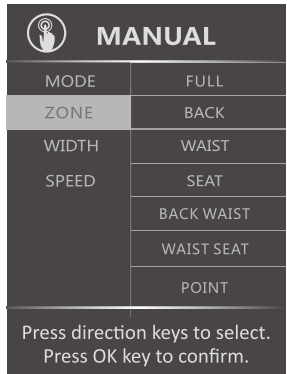 MANUAL
MODE
FULL
ZONE
BACK
WIDTH
WAIST
SPEED
SEAT
BACK WAIST
WAIST SEAT
POINT
Press direction keys to select.
Press OK key to confirm.